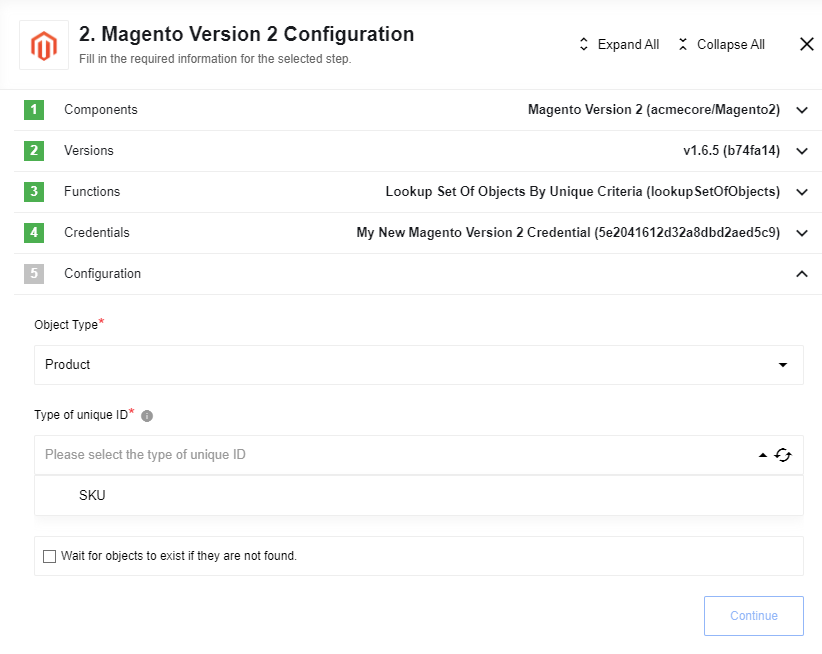 2. Magento Version 2 Configuration
Fill in the required information for the selected step.
Expand All
Collapse All
1 Components Magento Version 2 (acmecore/Magento2)
2 Versions v1.6.5 (b74fa14)
3 Functions Lookup Set Of Objects By Unique Criteria (lookupSetOfObjects)
4 Credentials My New Magento Version 2 Credential (5e2041612d32a8dbd2aed5c9)
5 Configuration
Object Type*
Product
Type of unique ID*
Please select the type of unique ID
SKU
Wait for objects to exist if they are not found.
Continue